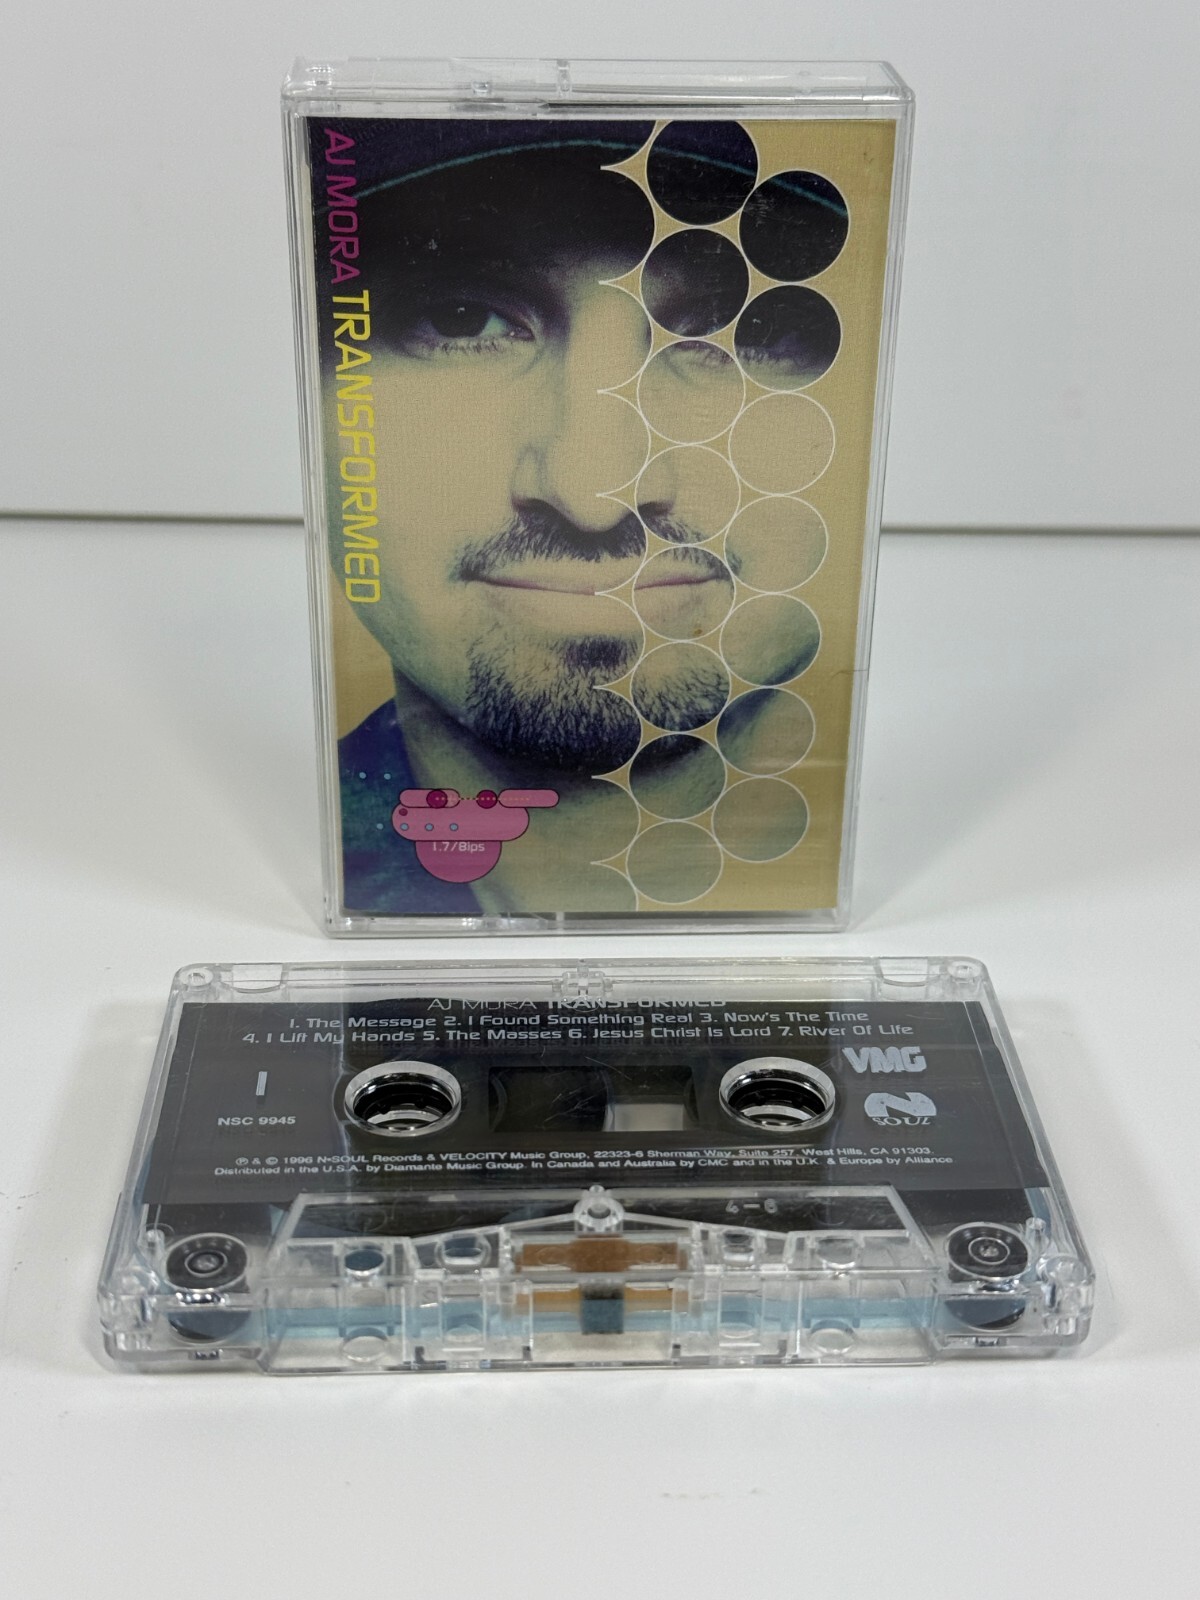 AJ MORA TRANSFORMED
1.7/Bips
AJ MORA TRANSFORMED
1. The Message 2. I Found Something Real 3. Now's The Time
4. I Lift My Hands 5. The Masses 6. Jesus Christ Is Lord 7. River Of Life
VMG
1
NSC 9945
℗ & © 1996 N•SOUL Records & VELOCITY Music Group, 22323-6 Sherman Way, Suite 257, West Hills, CA 91303.
Distributed in the U.S.A. by Diamante Music Group. In Canada and Australia by CMC and in the U.K. & Europe by Alliance
4-6